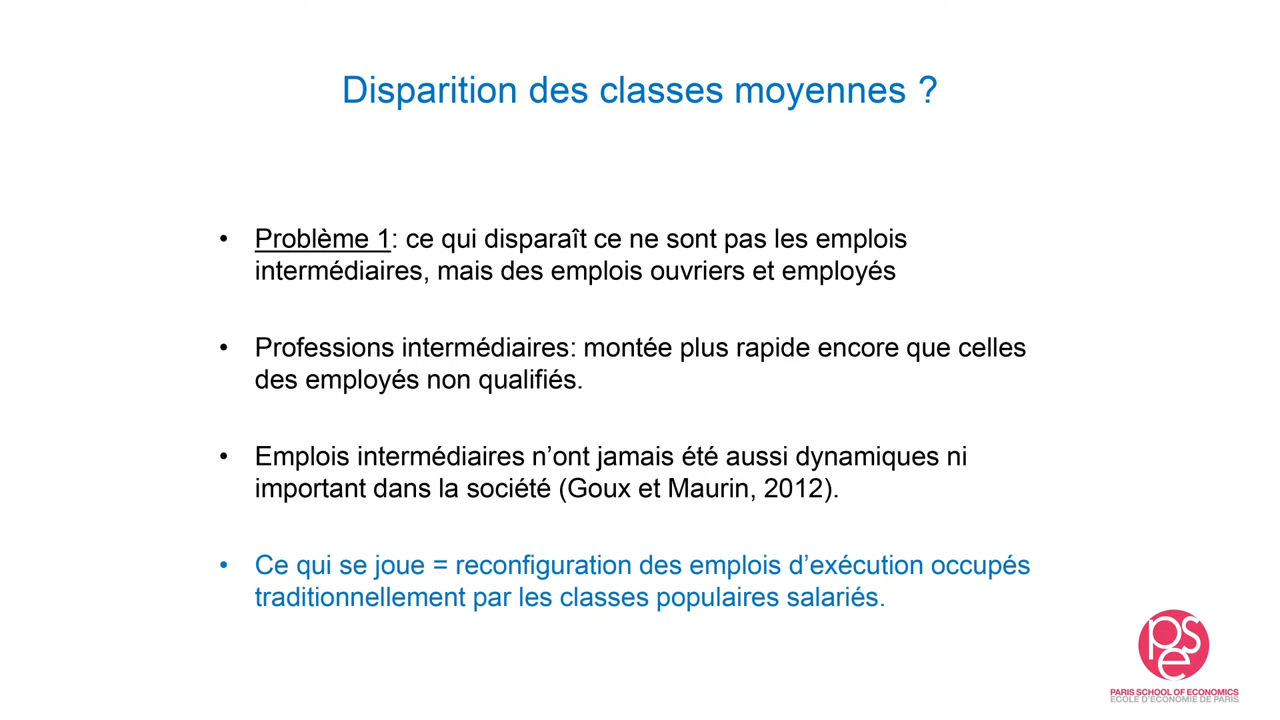 Disparition des classes moyennes ?
• Problème 1: ce qui disparaît ce ne sont pas les emplois
intermédiaires, mais des emplois ouvriers et employés
• Professions intermédiaires: montée plus rapide encore que celles
des employés non qualifiés.
• Emplois intermédiaires n’ont jamais été aussi dynamiques ni
important dans la société (Goux et Maurin, 2012).
• Ce qui se joue = reconfiguration des emplois d’exécution occupés
traditionnellement par les classes populaires salariés.
pse
PARIS SCHOOL OF ECONOMICS
ECOLE D'ECONOMIE DE PARIS